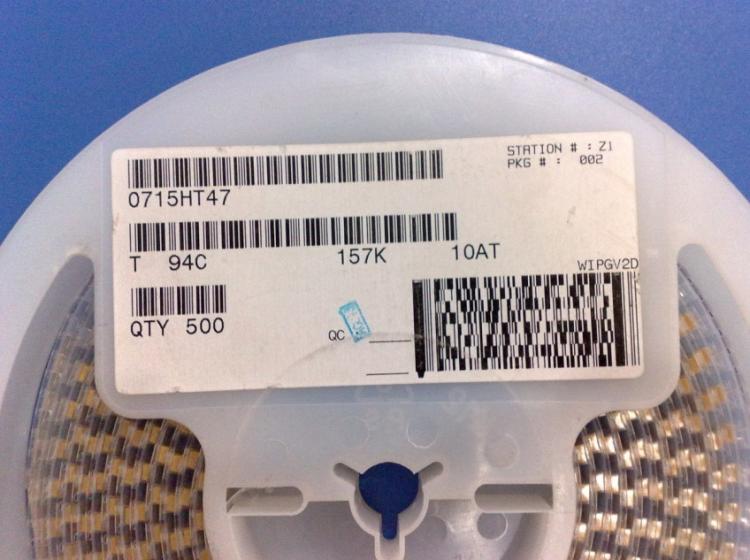 STATION # : Z1
PKG # : 002
0715HT47
T 94C 157K 10AT
WIPGV2D
QTY 500
QC